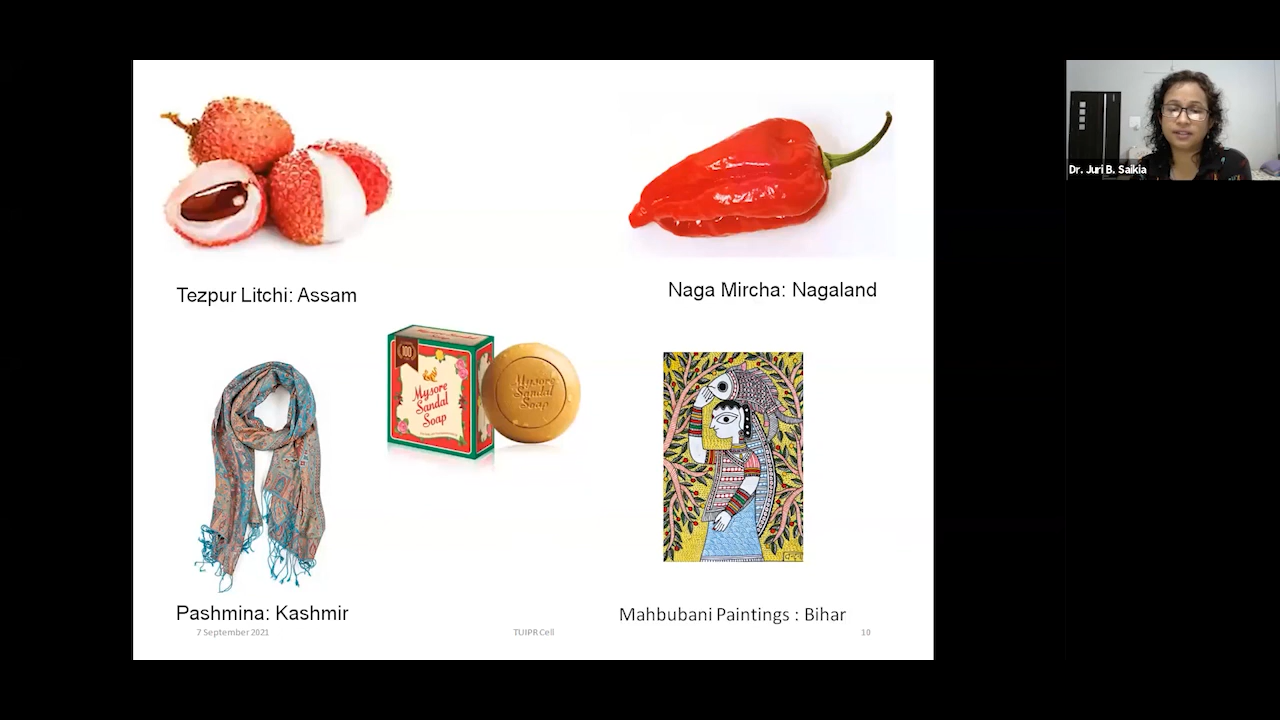 Dr. Juri B. Saikia
Tezpur Litchi: Assam
Naga Mircha: Nagaland
100
Mysore
Sandal
Soap
Mysore
Sandal
Soap
Pashmina: Kashmir
Mahbubani Paintings : Bihar
7 September 2021
TUIPR Cell
10